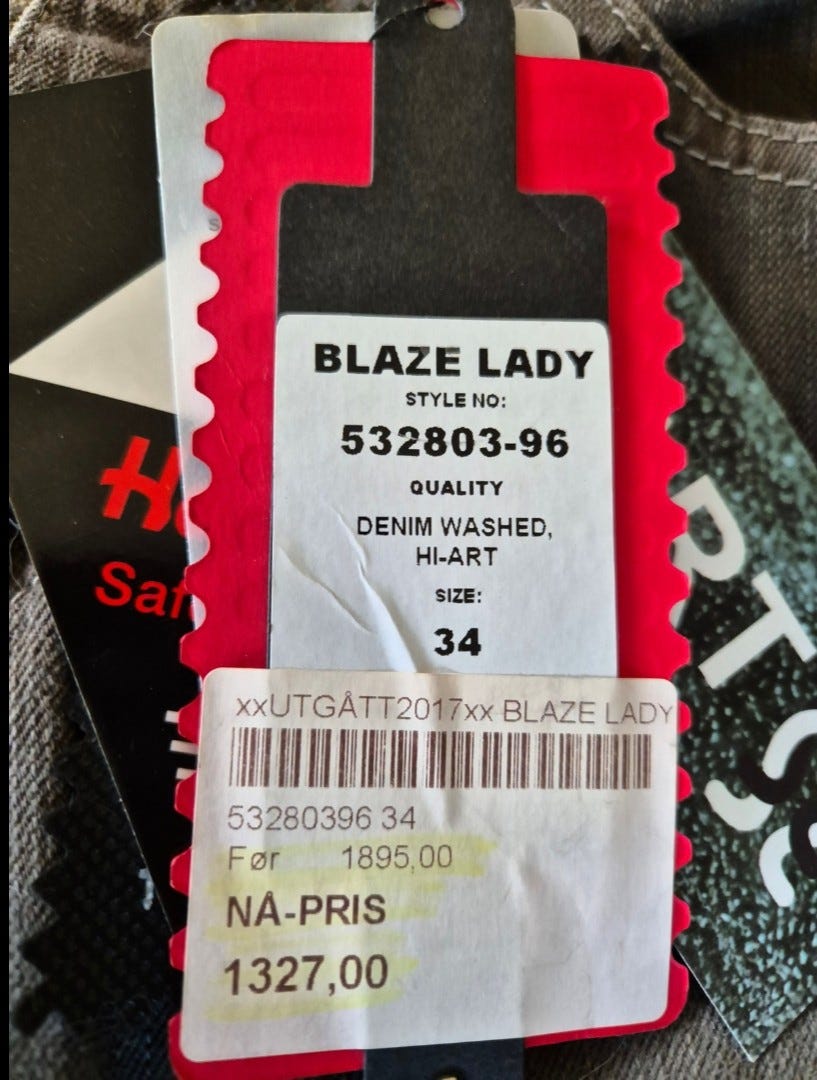 BLAZE LADY
STYLE NO:
532803-96
QUALITY
DENIM WASHED,
HI-ART
SIZE:
34
xxUTGÅTT2017xx BLAZE LADY
53280396 34
Før 1895,00
NÅ-PRIS
1327,00